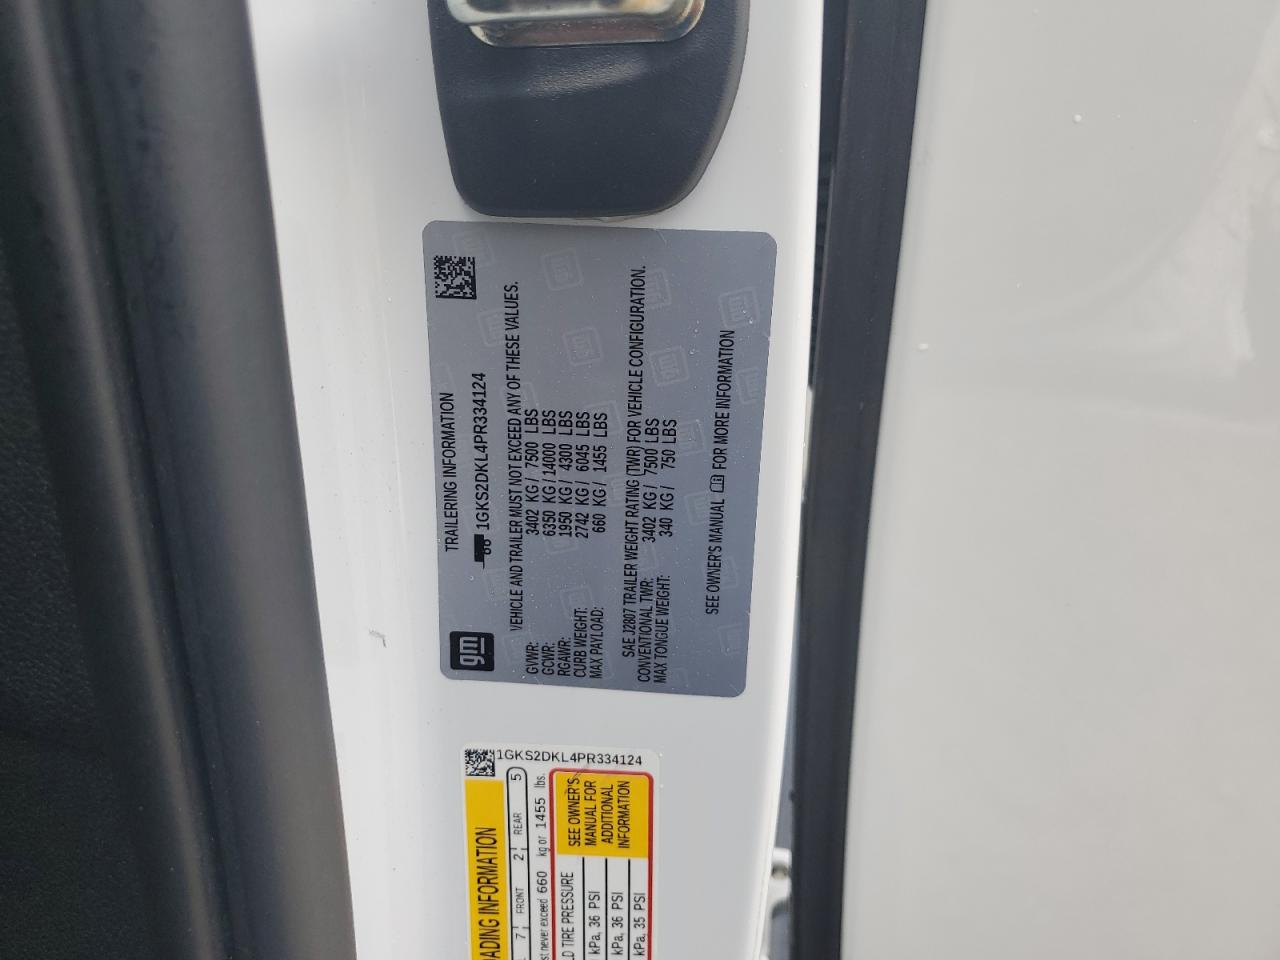 TRAILERING INFORMATION
1GKS2DKL4PR334124
VEHICLE AND TRAILER MUST NOT EXCEED ANY OF THESE VALUES.
GVWR: 3402 KG / 7500 LBS
GCWR: 6350 KG / 14000 LBS
RGAWR: 1950 KG / 4300 LBS
CURB WEIGHT: 2742 KG / 6045 LBS
MAX PAYLOAD: 660 KG / 1455 LBS
SAE J2807 TRAILER WEIGHT RATING (TWR) FOR VEHICLE CONFIGURATION.
CONVENTIONAL TWR: 3402 KG / 7500 LBS
MAX TONGUE WEIGHT: 340 KG / 750 LBS
SEE OWNER'S MANUAL FOR MORE INFORMATION
gm
1GKS2DKL4PR334124
INFORMATION
7 FRONT 2 REAR 5
never exceed 660 kg or 1455 lbs.
TIRE PRESSURE
SEE OWNER'S
MANUAL FOR
ADDITIONAL
INFORMATION
kPa, 36 PSI
kPa, 36 PSI
kPa, 35 PSI